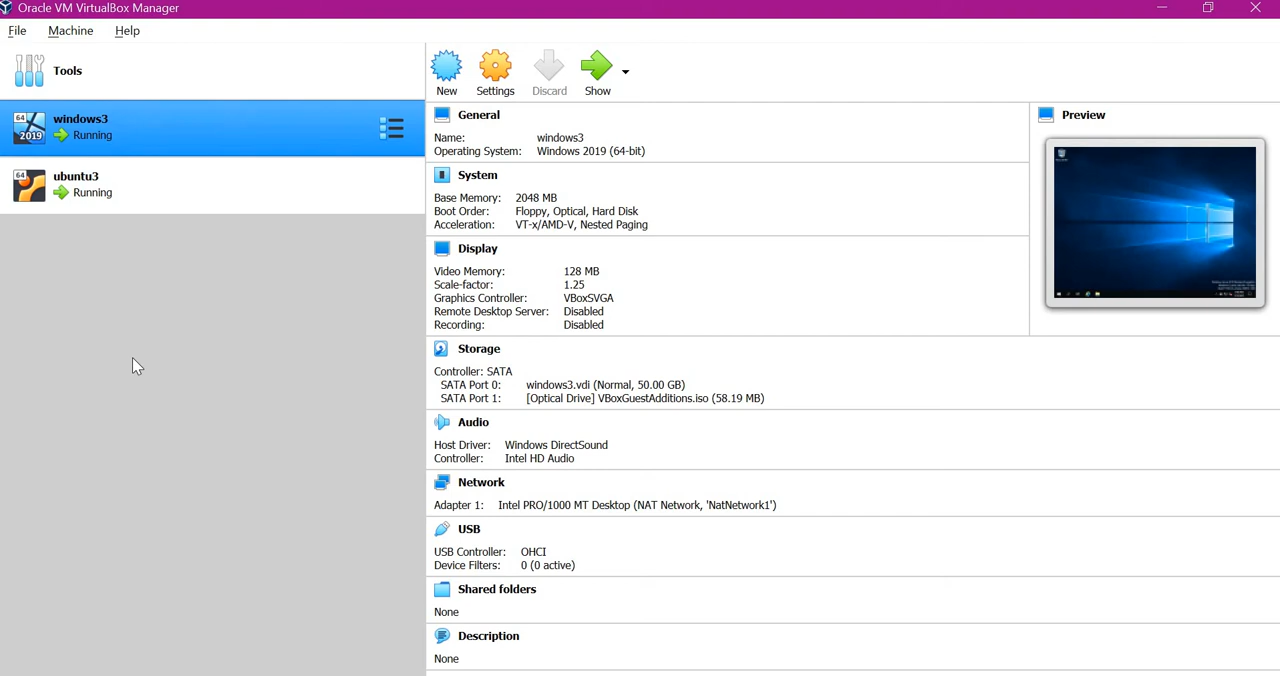 Oracle VM VirtualBox Manager
File Machine Help
Tools
64
2019
windows3
Running
64
ubuntu3
Running
New Settings Discard Show
General
Name: windows3
Operating System: Windows 2019 (64-bit)
System
Base Memory: 2048 MB
Boot Order: Floppy, Optical, Hard Disk
Acceleration: VT-x/AMD-V, Nested Paging
Display
Video Memory: 128 MB
Scale-factor: 1.25
Graphics Controller: VBoxSVGA
Remote Desktop Server: Disabled
Recording: Disabled
Preview
Storage
Controller: SATA
SATA Port 0: windows3.vdi (Normal, 50.00 GB)
SATA Port 1: [Optical Drive] VBoxGuestAdditions.iso (58.19 MB)
Audio
Host Driver: Windows DirectSound
Controller: Intel HD Audio
Network
Adapter 1: Intel PRO/1000 MT Desktop (NAT Network, 'NatNetwork1')
USB
USB Controller: OHCI
Device Filters: 0 (0 active)
Shared folders
None
Description
None